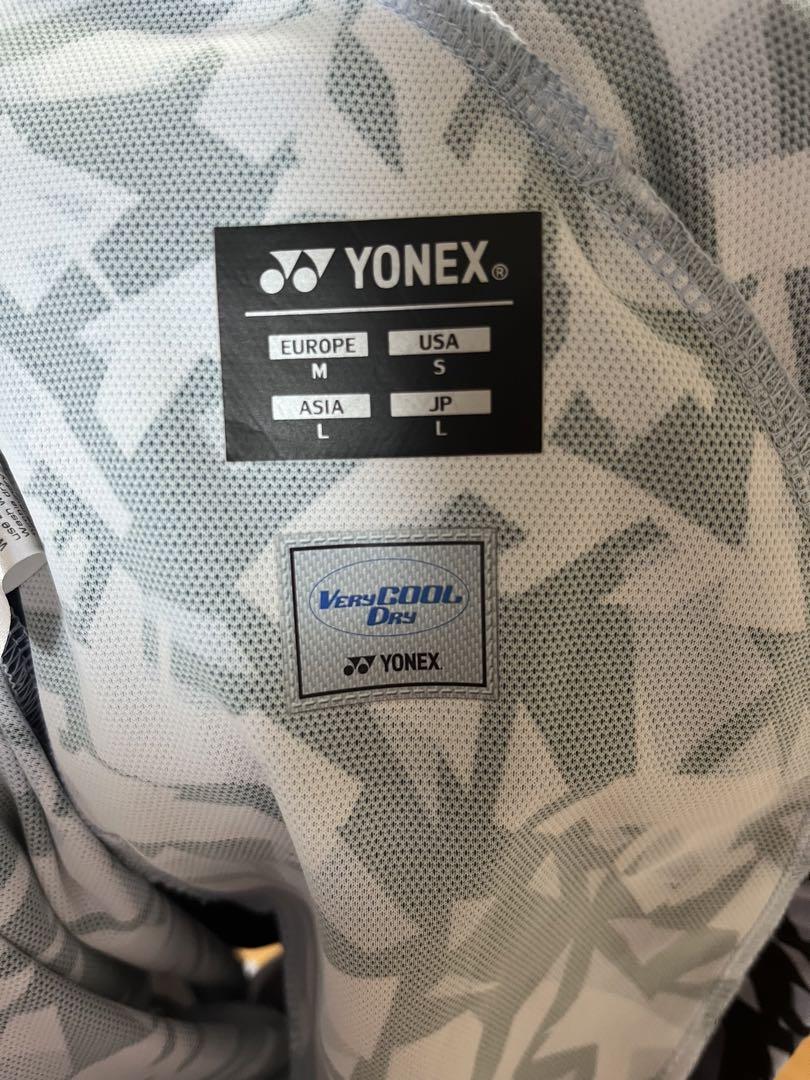 YONEX®
EUROPE USA
M S
ASIA JP
L L
VERY COOL
DRY
YONEX